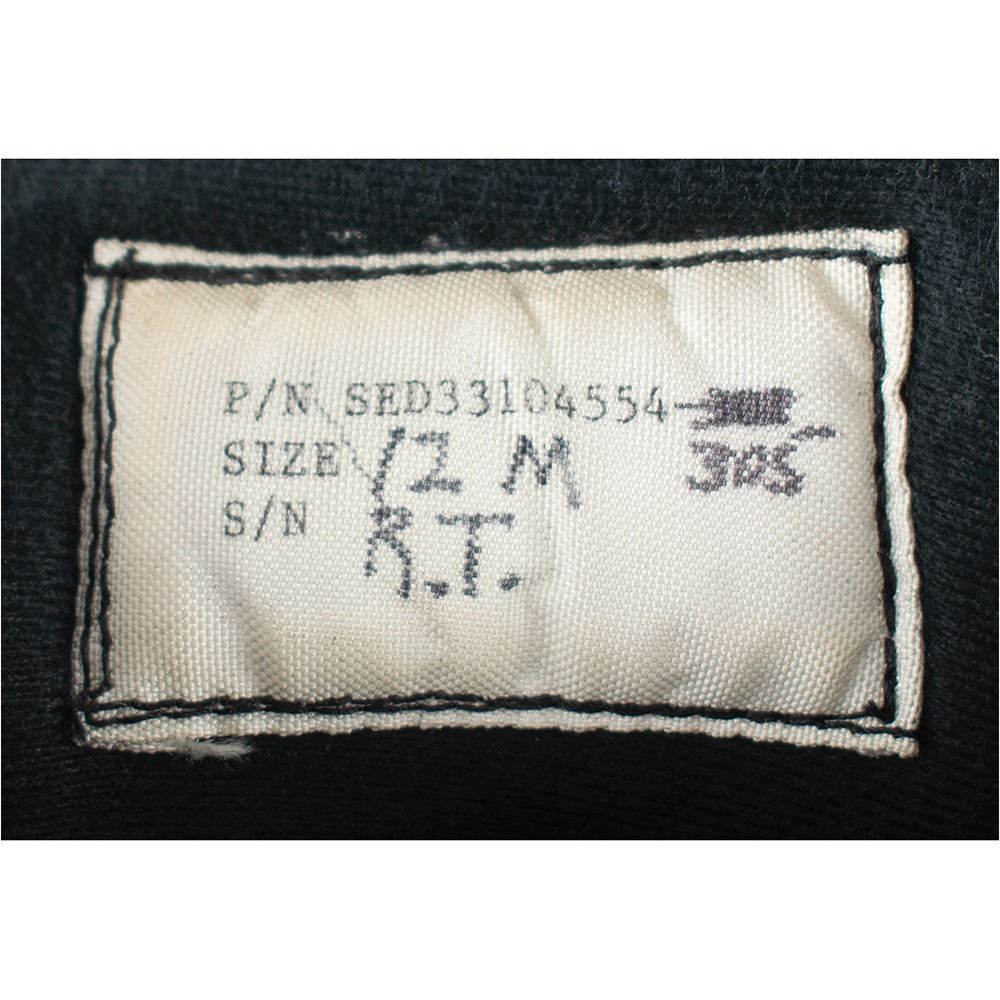 P/N SED33104554-
305
SIZE 12 M
S/N R.T.